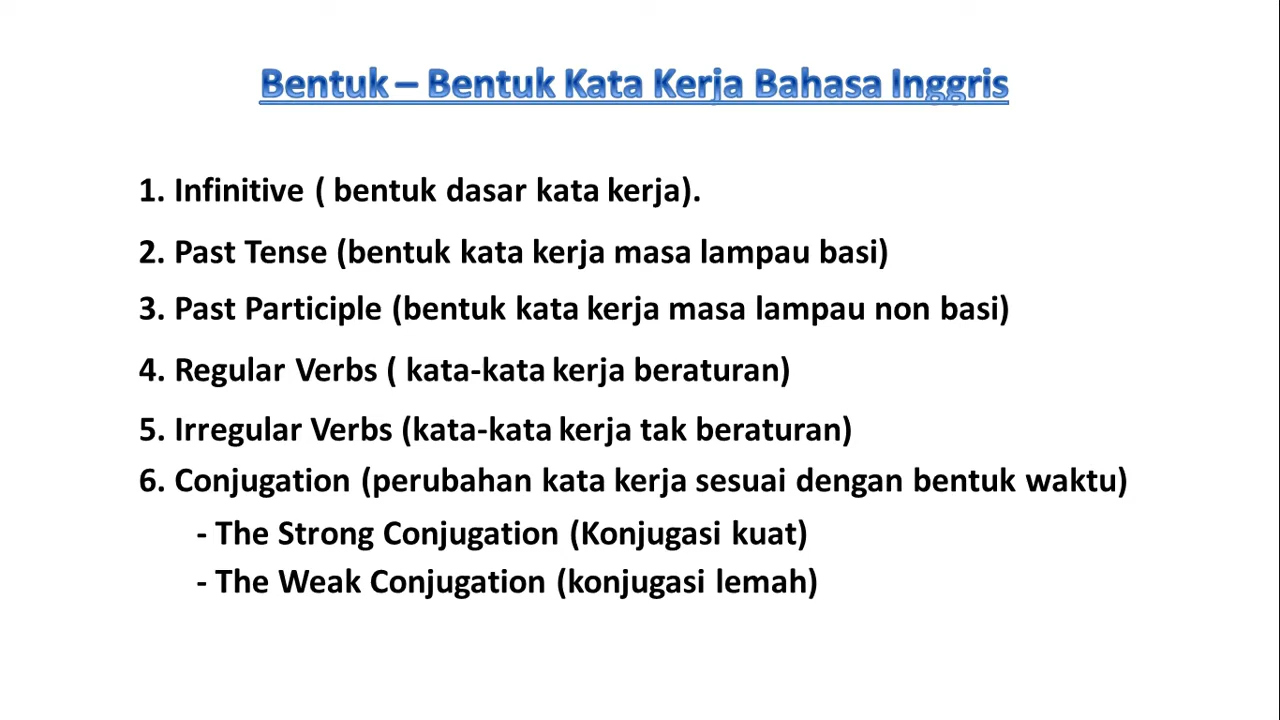 Bentuk – Bentuk Kata Kerja Bahasa Inggris
1. Infinitive ( bentuk dasar kata kerja).
2. Past Tense (bentuk kata kerja masa lampau basi)
3. Past Participle (bentuk kata kerja masa lampau non basi)
4. Regular Verbs ( kata-kata kerja beraturan)
5. Irregular Verbs (kata-kata kerja tak beraturan)
6. Conjugation (perubahan kata kerja sesuai dengan bentuk waktu)
- The Strong Conjugation (Konjugasi kuat)
- The Weak Conjugation (konjugasi lemah)